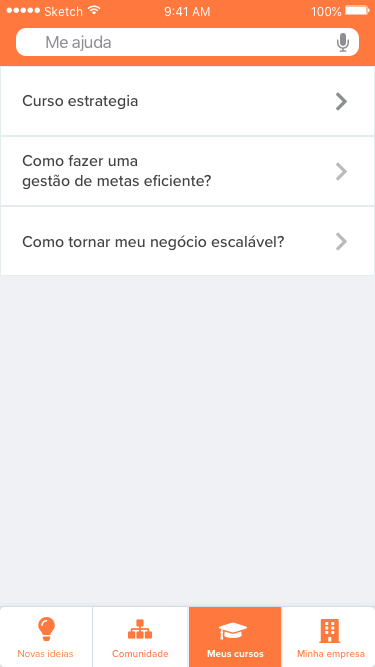 Sketch 9:41 AM 100%
Me ajuda
Curso estrategia
Como fazer uma
gestão de metas eficiente?
Como tornar meu negócio escalável?
Novas ideias Comunidade Meus cursos Minha empresa